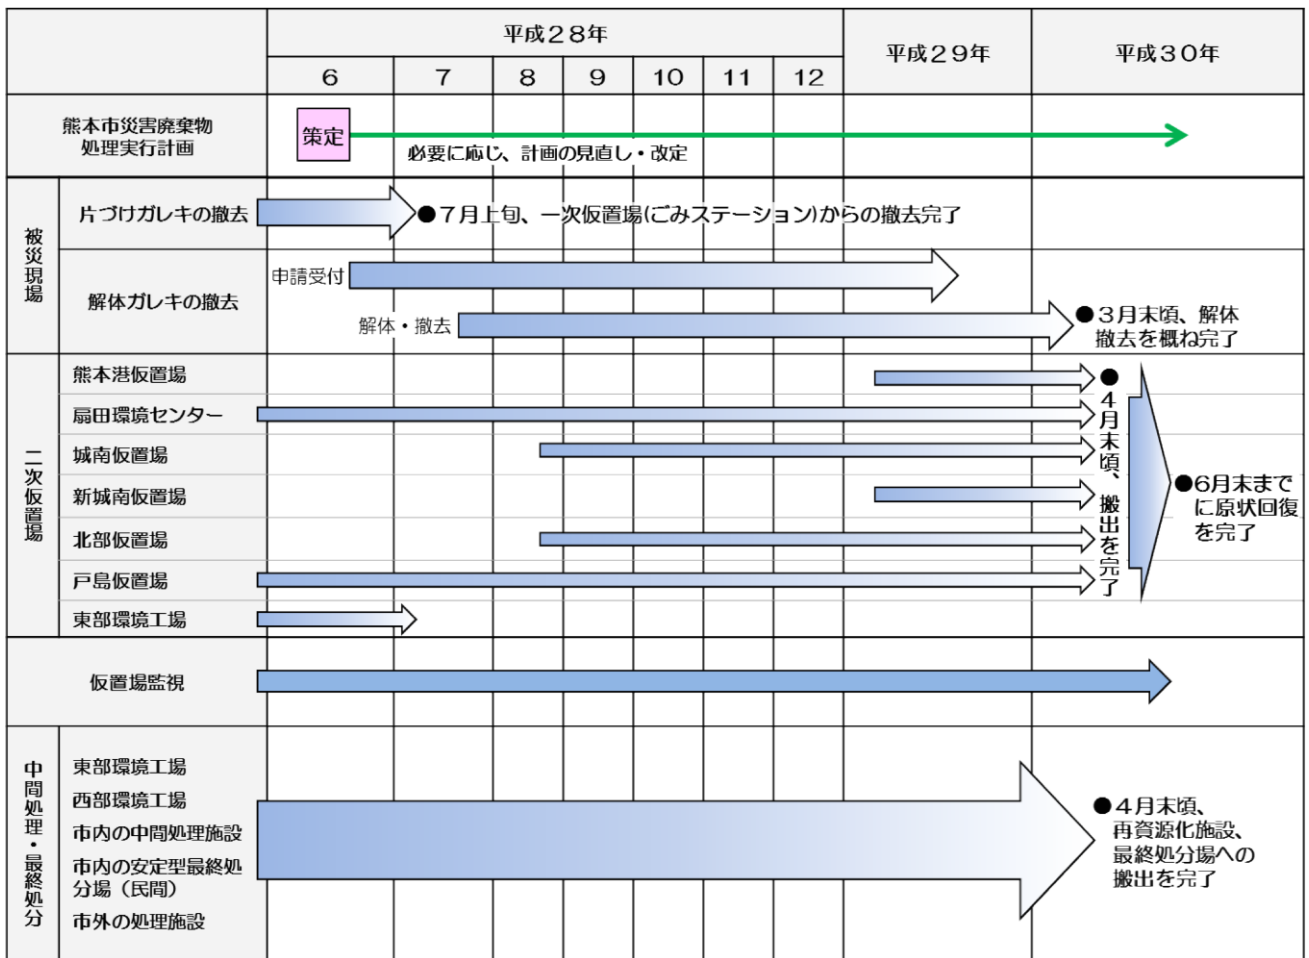 平成２８年
平成２９年
平成３０年
６
７
８
９
１０
１１
１２
熊本市災害廃棄物
処理実行計画
策定
必要に応じ、計画の見直し・改定
被災現場
片づけガレキの撤去
●７月上旬、一次仮置場(ごみステーション)からの撤去完了
解体ガレキの撤去
申請受付
解体・撤去
●３月末頃、解体
撤去を概ね完了
二次仮置場
熊本港仮置場
扇田環境センター
城南仮置場
新城南仮置場
北部仮置場
戸島仮置場
東部環境工場
●４月末頃、搬出を完了
●６月末まで
に原状回復
を完了
仮置場監視
中間処理・最終処分
東部環境工場
西部環境工場
市内の中間処理施設
市内の安定型最終処
分場（民間）
市外の処理施設
●４月末頃、
再資源化施設、
最終処分場への
搬出を完了